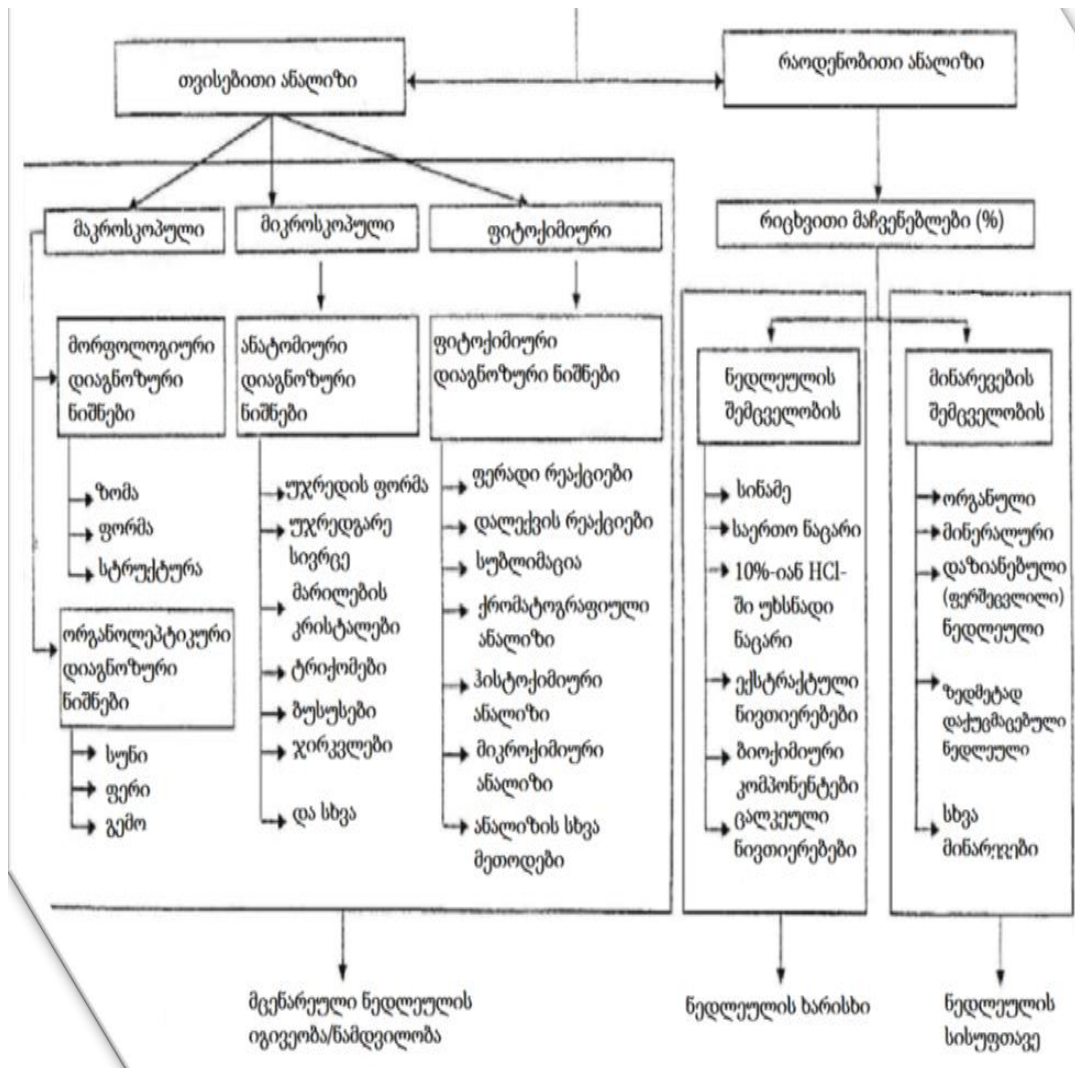 თვისებითი ანალიზი
რაოდენობითი ანალიზი
მაკროსკოპული
მიკროსკოპული
ფიტოქიმიური
რიცხვითი მაჩვენებლები (%)
მორფოლოგიური
დიაგნოზური
ნიშნები
ზომა
ფორმა
სტრუქტურა
ორგანოლეპტიკური
დიაგნოზური
ნიშნები
სუნი
ფერი
გემო
ანატომიური
დიაგნოზური
ნიშნები
უჯრედის ფორმა
უჯრედგარე
სივრცე
მარილების
კრისტალები
ტრიქომები
ბუსუსები
ჯირკვლები
და სხვა
ფიტოქიმიური
დიაგნოზური ნიშნები
ფერადი რეაქციები
დალექვის რეაქციები
სუბლიმაცია
ქრომატოგრაფიული
ანალიზი
ჰისტოქიმიური
ანალიზი
მიკროქიმიური
ანალიზი
ანალიზის სხვა
მეთოდები
ნედლეულის
შემცველობის
სინამე
საერთო ნაცარი
10%-იან HCl-
ში უხსნადი
ნაცარი
ექსტრაქტული
ნივთიერებები
ბიოქიმიური
კომპონენტები
ცალკეული
ნივთიერებები
მინარევების
შემცველობის
ორგანული
მინერალური
დაზიანებული
(ფერშეცვლილი)
ნედლეული
ზედმეტად
დაქუცმაცებული
ნედლეული
სხვა
მინარევები
მცენარეული ნედლეულის
იგივეობა/ნამდვილობა
ნედლეულის ხარისხი
ნედლეულის
სისუფთავე